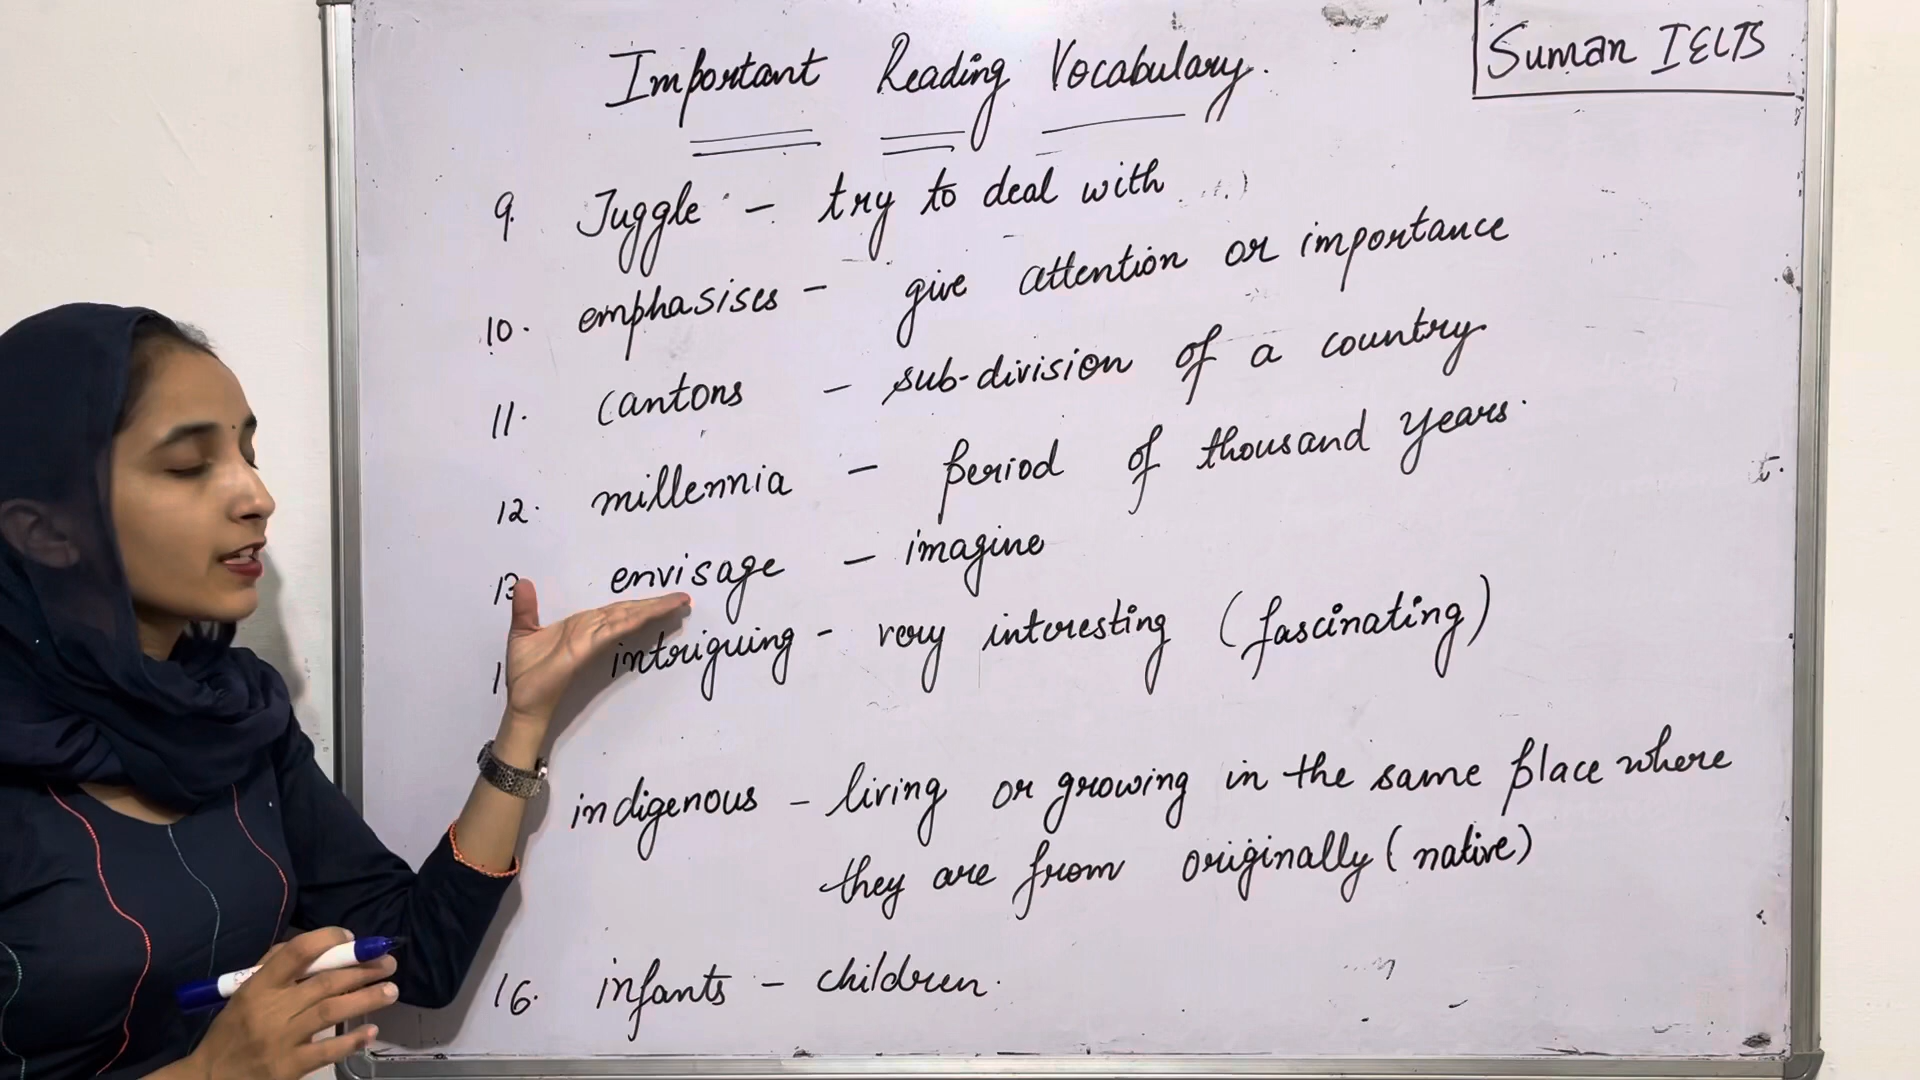 Important Reading Vocabulary.
Suman IELTS
9. Juggle - try to deal with
10. emphasises - give attention or importance
11. Cantons - sub-division of a country
12. millennia - period of thousand years.
13 envisage - imagine
intriguing - very interesting (fascinating)
indigenous - living or growing in the same place where
they are from originally (native)
16. infants - children.